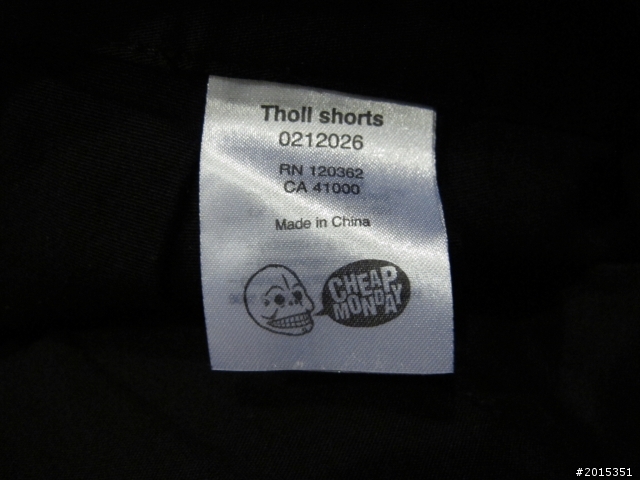 Tholl shorts
0212026
RN 120362
CA 41000
Made in China
CHEAP
MONDAY
#2015351